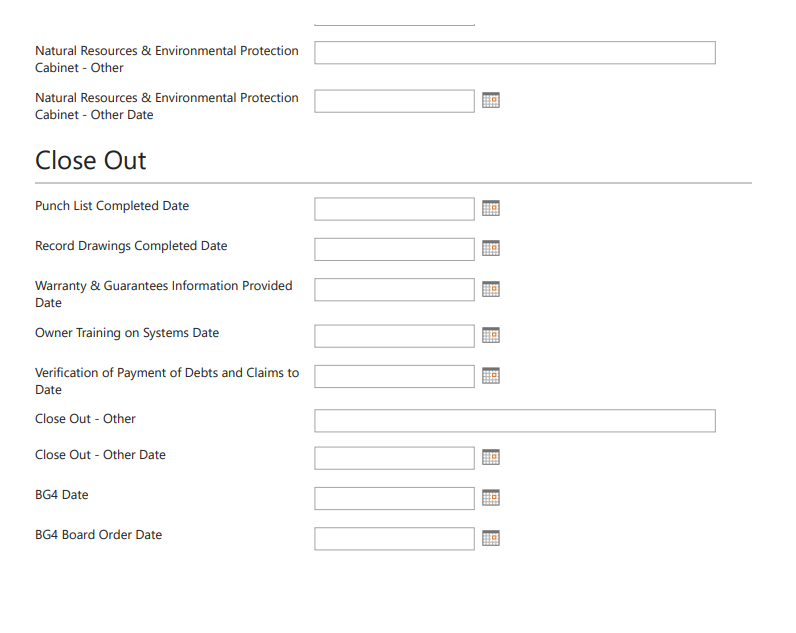 Natural Resources & Environmental Protection
Cabinet - Other
Natural Resources & Environmental Protection
Cabinet - Other Date
Close Out
Punch List Completed Date
Record Drawings Completed Date
Warranty & Guarantees Information Provided
Date
Owner Training on Systems Date
Verification of Payment of Debts and Claims to
Date
Close Out - Other
Close Out - Other Date
BG4 Date
BG4 Board Order Date